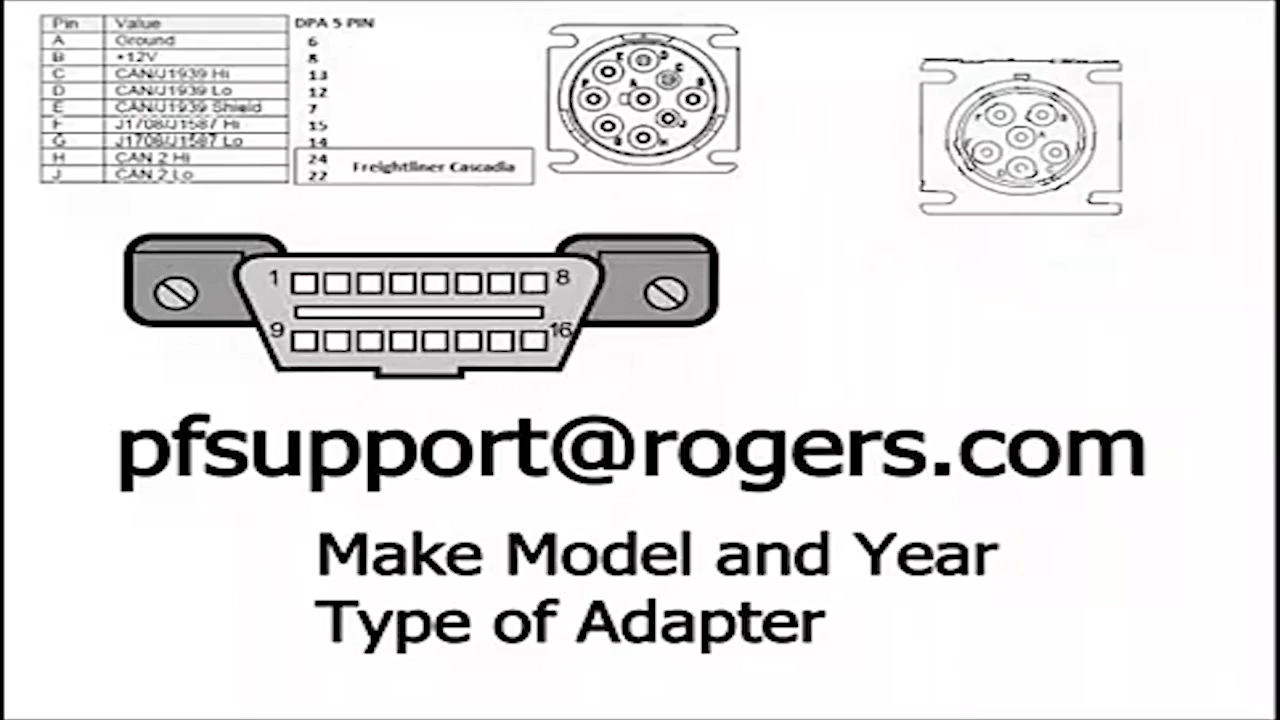 Pin Value DPA 5 PIN
A Ground 6
B +12V 8
C CAN/J1939 Hi 13
D CAN/J1939 Lo 12
E CAN/J1939 Shield 7
F J1708/J1587 Hi 15
G J1708/J1587 Lo 14
H CAN 2 Hi 24
J CAN 2 Lo 22
Freightliner Cascadia
1 8
9 16
pfsupport@rogers.com
Make Model and Year
Type of Adapter